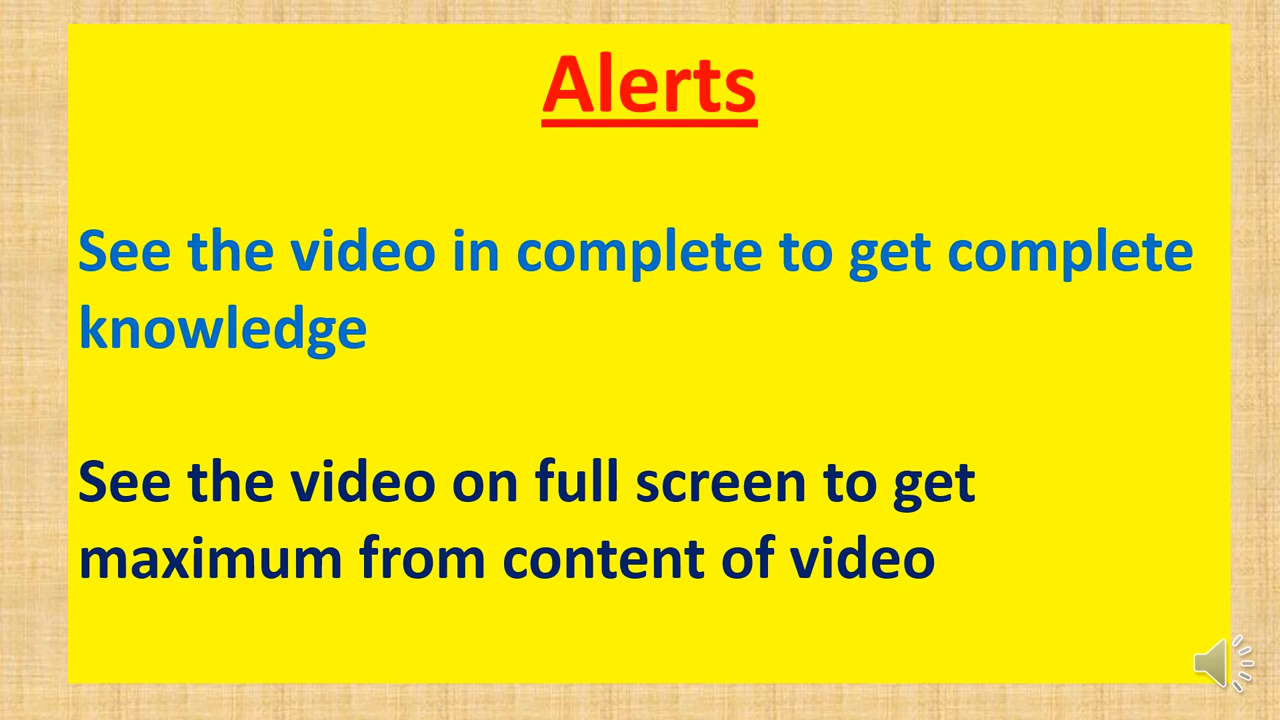 Alerts
See the video in complete to get complete
knowledge
See the video on full screen to get
maximum from content of video